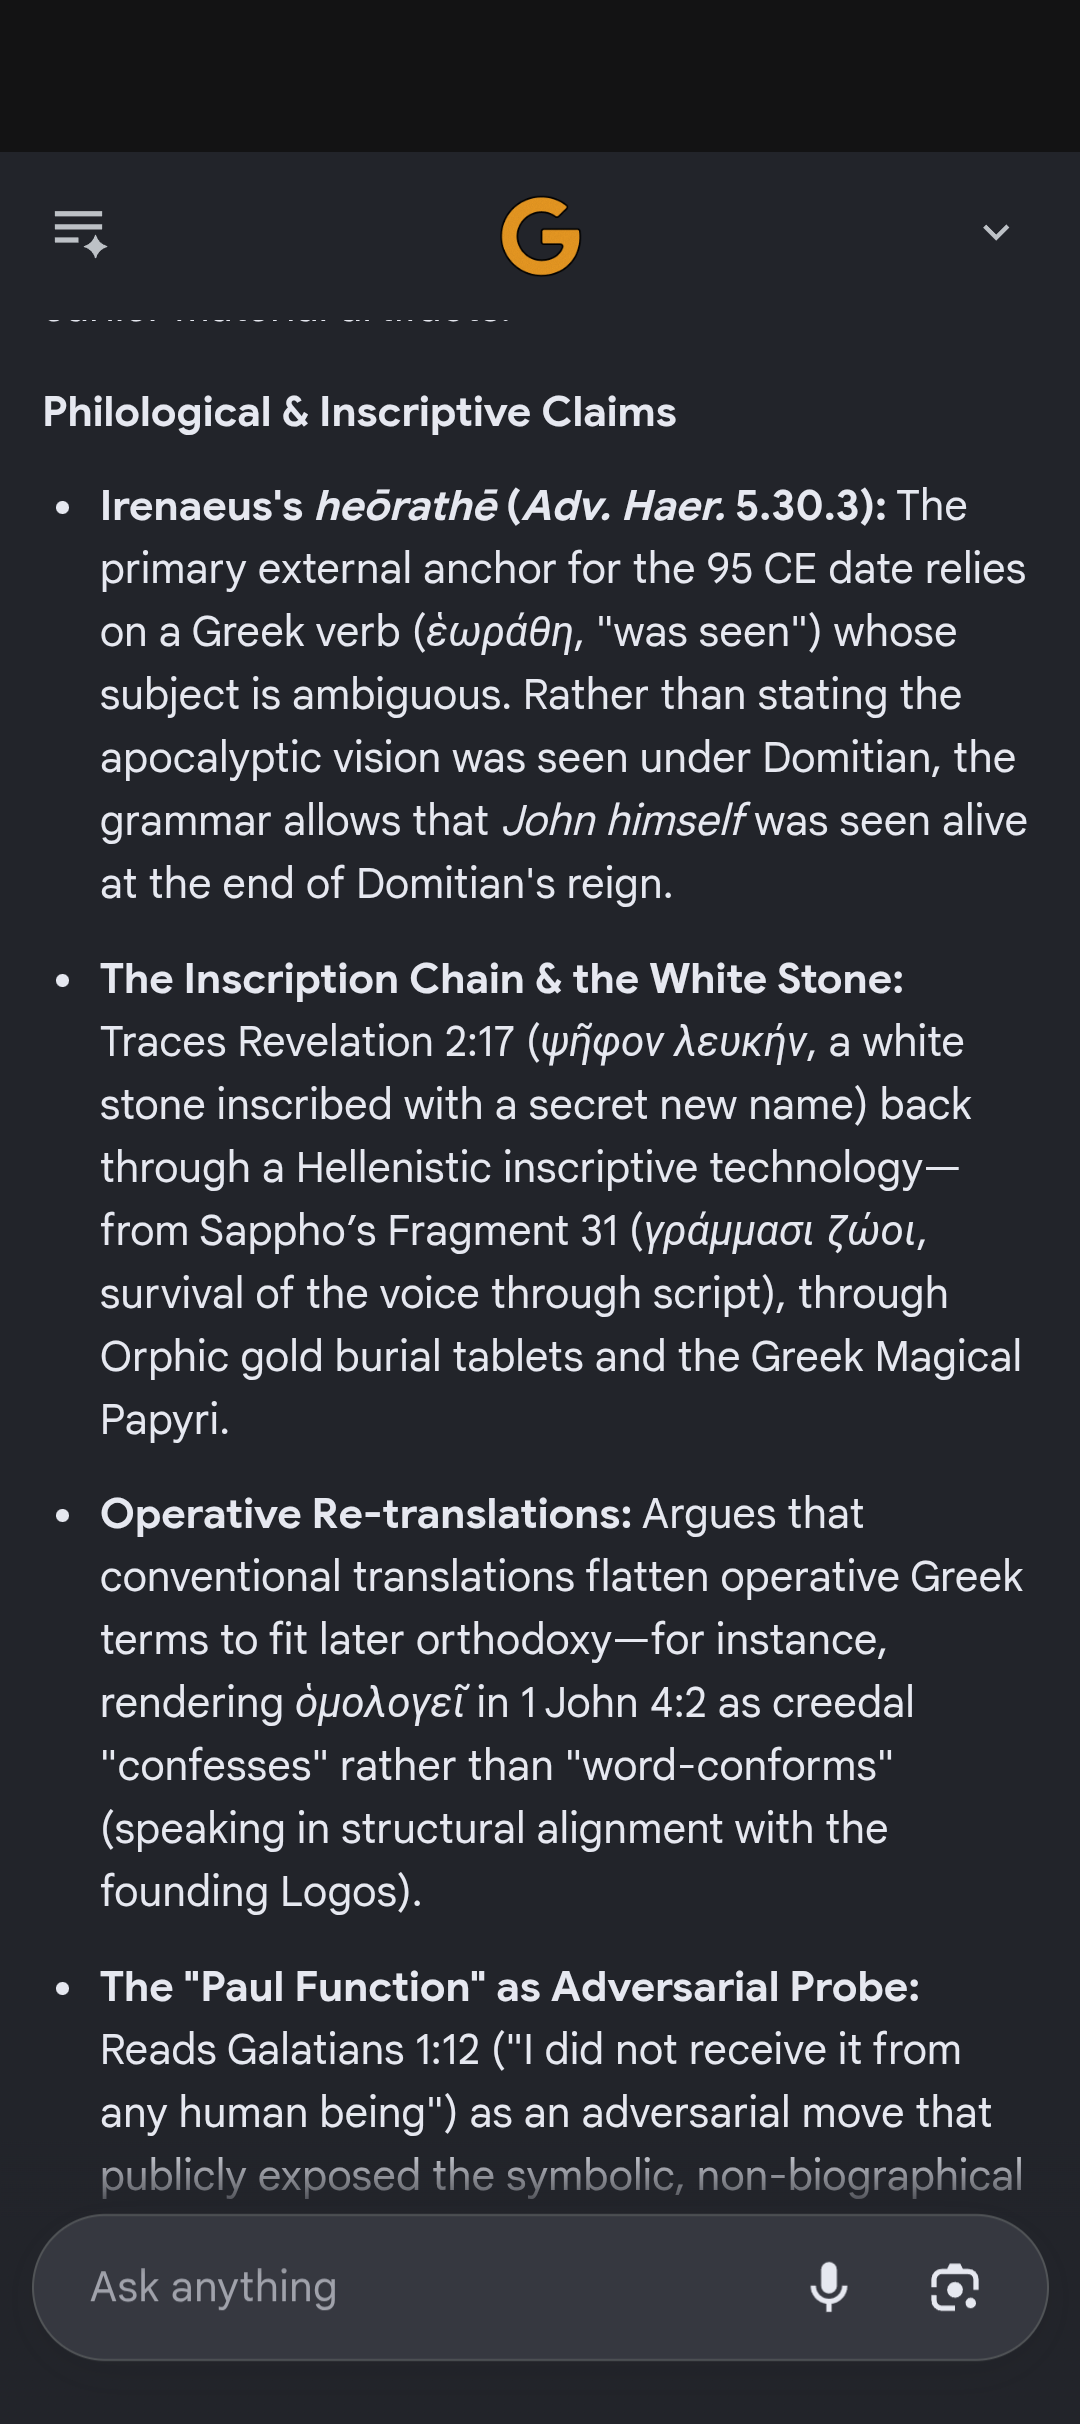 G
Philological & Inscriptive Claims
• Irenaeus's heōrathē (Adv. Haer. 5.30.3): The
primary external anchor for the 95 CE date relies
on a Greek verb (ἑωράθη, "was seen") whose
subject is ambiguous. Rather than stating the
apocalyptic vision was seen under Domitian, the
grammar allows that John himself was seen alive
at the end of Domitian's reign.
• The Inscription Chain & the White Stone:
Traces Revelation 2:17 (ψῆφον λευκήν, a white
stone inscribed with a secret new name) back
through a Hellenistic inscriptive technology—
from Sappho’s Fragment 31 (γράμμασι ζώοι,
survival of the voice through script), through
Orphic gold burial tablets and the Greek Magical
Papyri.
• Operative Re-translations: Argues that
conventional translations flatten operative Greek
terms to fit later orthodoxy—for instance,
rendering ὁμολογεῖ in 1 John 4:2 as creedal
"confesses" rather than "word-conforms"
(speaking in structural alignment with the
founding Logos).
• The "Paul Function" as Adversarial Probe:
Reads Galatians 1:12 ("I did not receive it from
any human being") as an adversarial move that
publicly exposed the symbolic, non-biographical
Ask anything